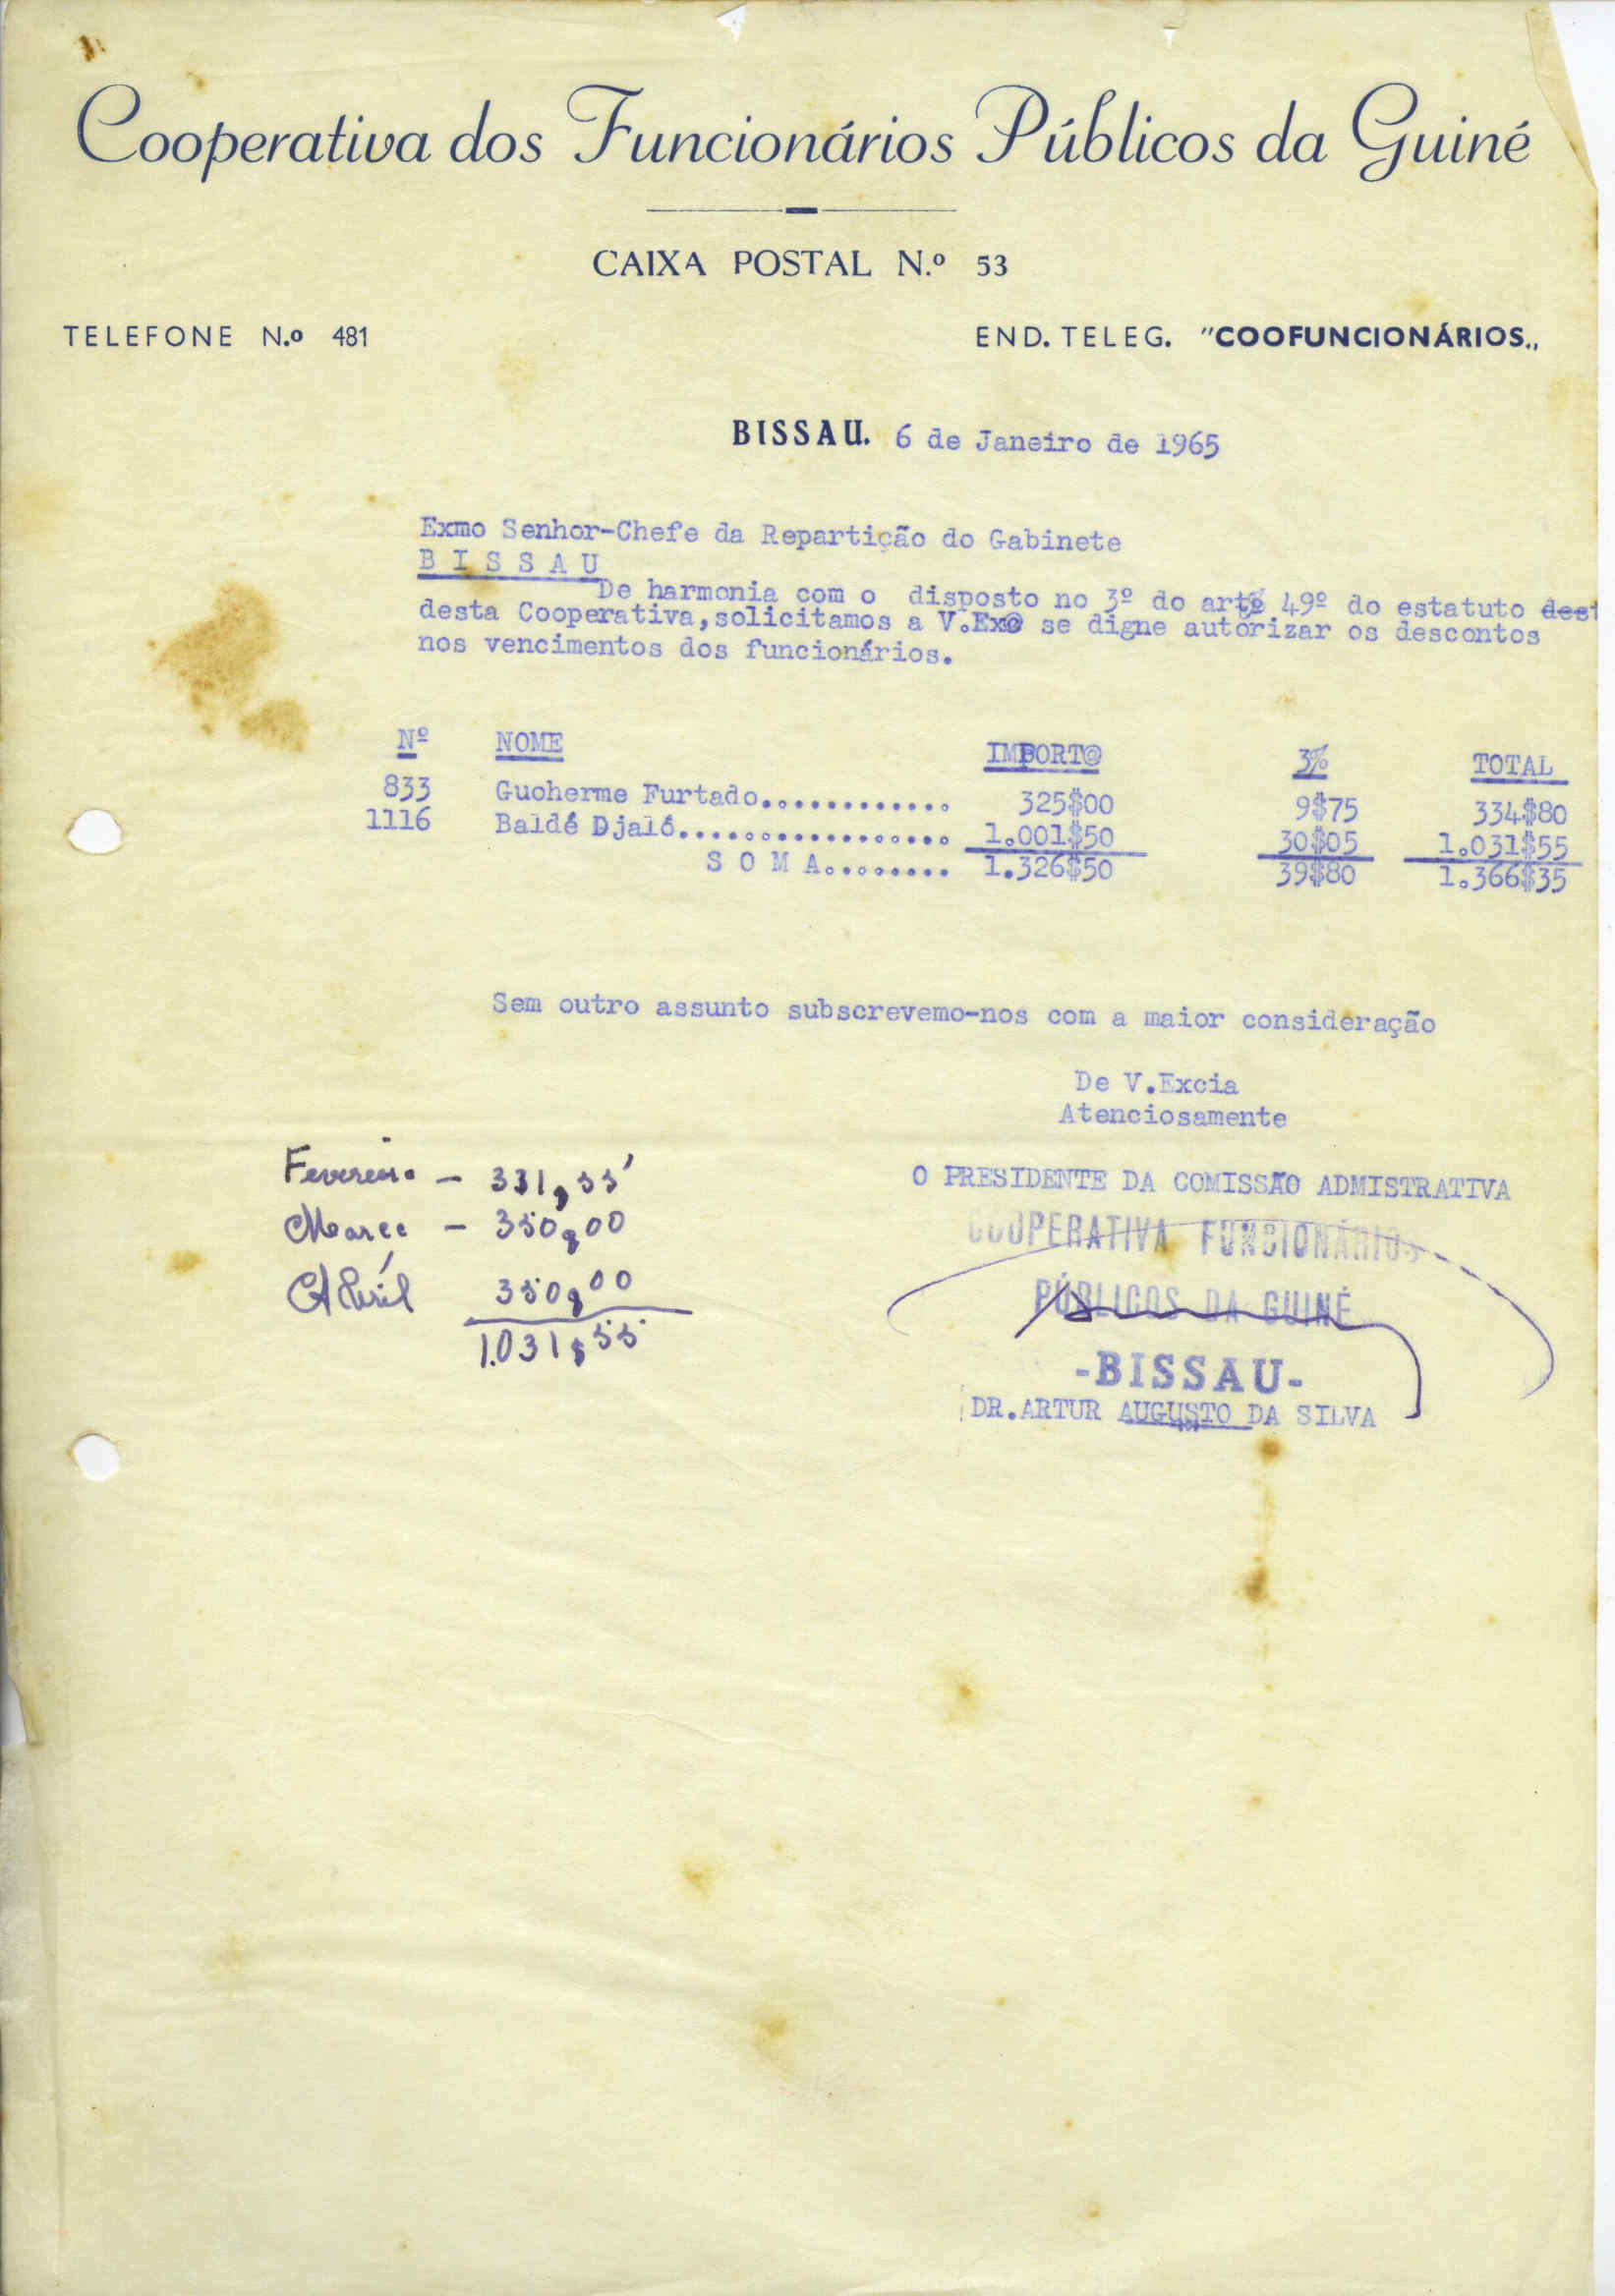 Cooperativa dos Funcionários Públicos da Guiné
CAIXA POSTAL N.º 53
TELEFONE N.º 481 END. TELEG. "COOFUNCIONÁRIOS„
BISSAU. 6 de Janeiro de 1965
Exmo Senhor-Chefe da Repartição do Gabinete
B I S S A U
De harmonia com o disposto no 3º do artº 49º do estatuto dest
desta Cooperativa,solicitamos a V.Ex@ se digne autorizar os descontos
nos vencimentos dos funcionários.
Nº NOME IMPORT@ 3% TOTAL
833 Guoherme Furtado............ 325$00 9$75 334$80
1116 Baldé Djaló................. 1.001$50 30$05 1.031$55
S O M A......... 1.326$50 39$80 1.366$35
Sem outro assunto subscrevemo-nos com a maior consideração
De V.Excia
Atenciosamente
O PRESIDENTE DA COMISSÃO ADMISTRATIVA
COOPERATIVA FUNCIONÁRIOS
PÚBLICOS DA GUINÉ
-BISSAU-
DR.ARTUR AUGUSTO DA SILVA
Fevereiro - 331$55
Março - 350$00
Abril 350$00
1.031$55